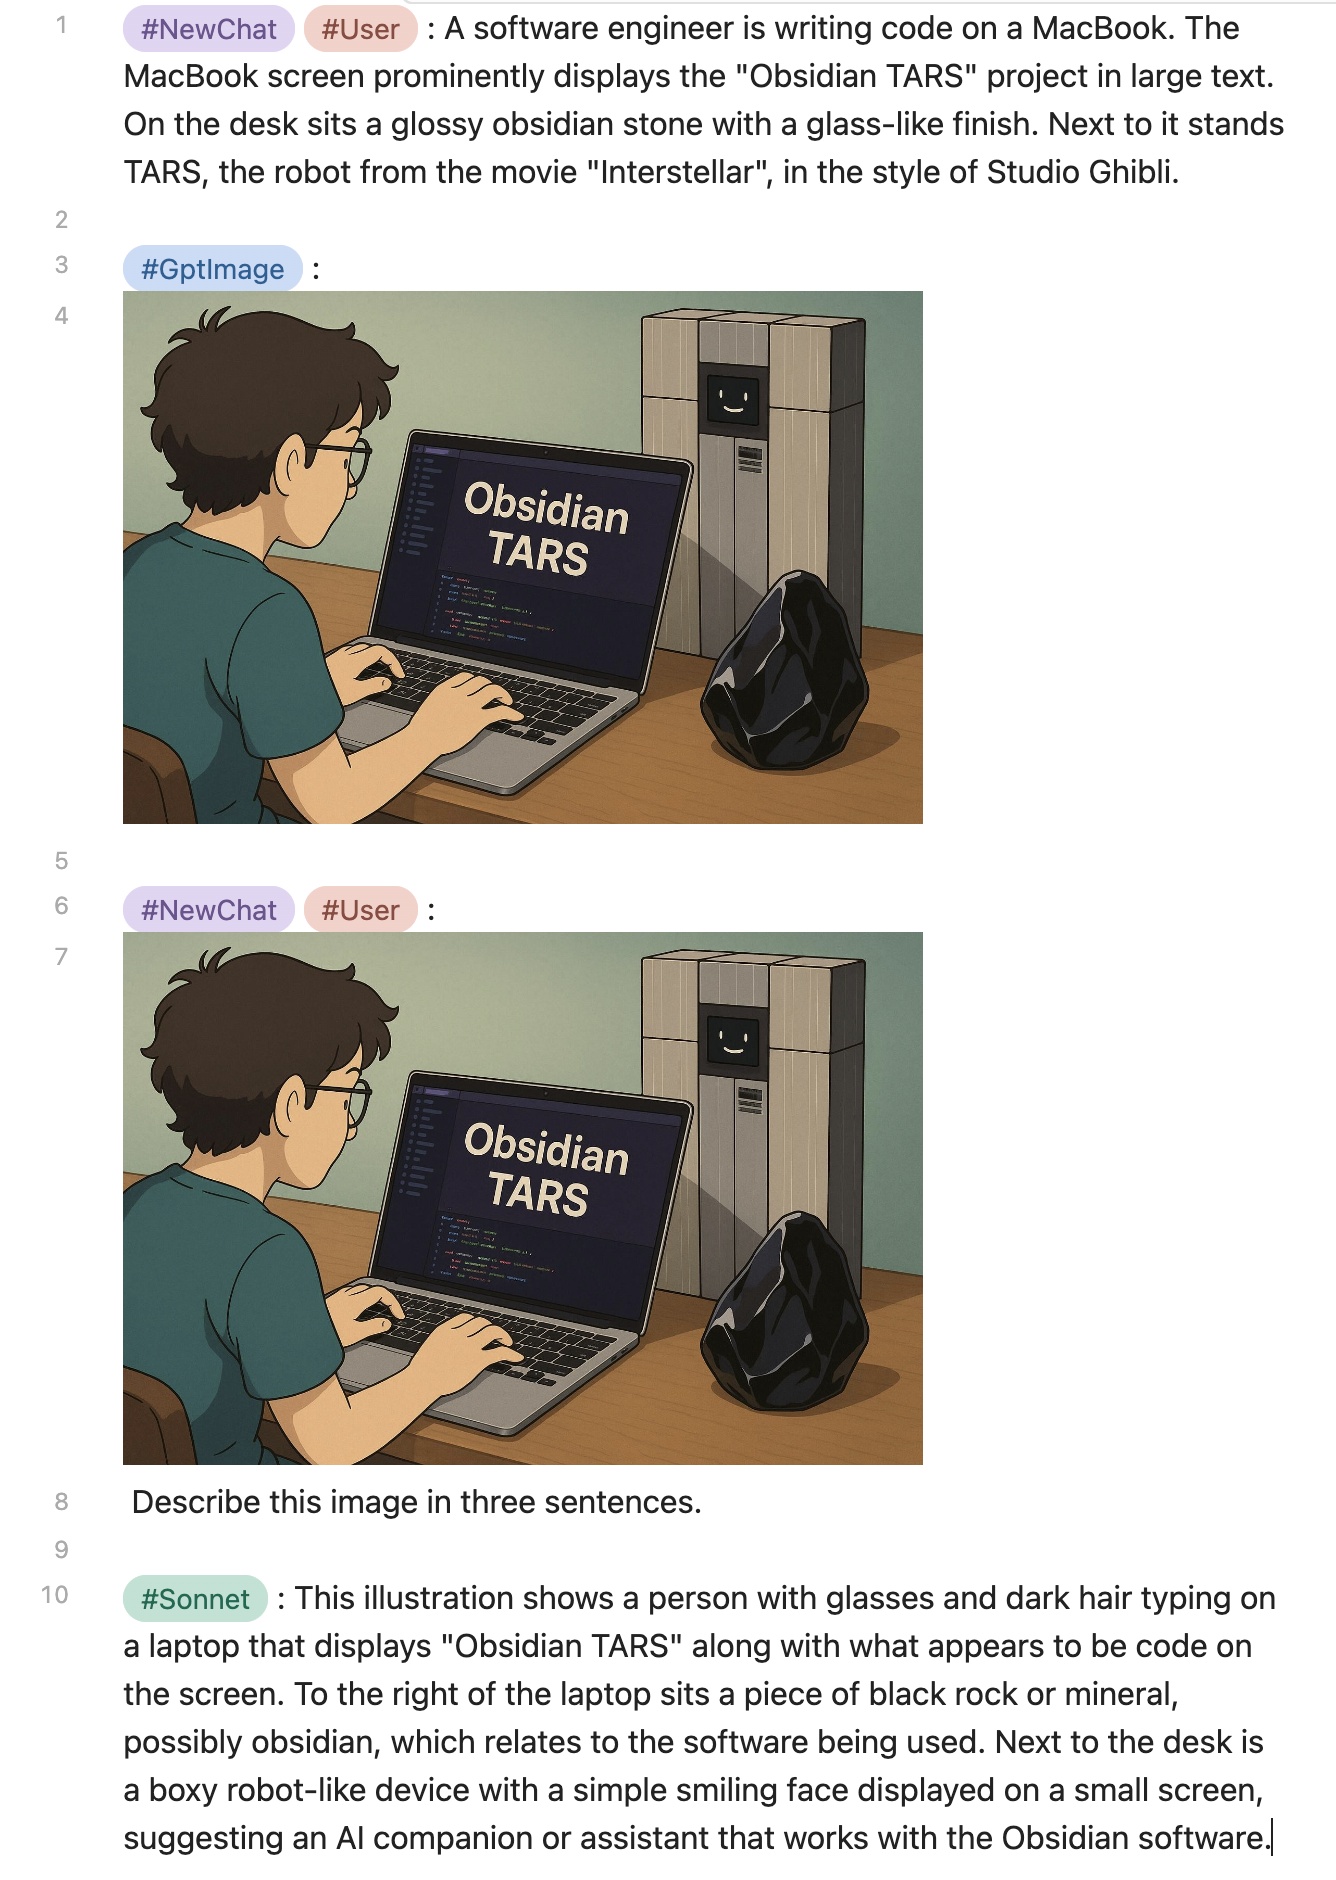 1
#NewChat #User : A software engineer is writing code on a MacBook. The
MacBook screen prominently displays the "Obsidian TARS" project in large text.
On the desk sits a glossy obsidian stone with a glass-like finish. Next to it stands
TARS, the robot from the movie "Interstellar", in the style of Studio Ghibli.
2
3
#GptImage :
4
Obsidian
TARS
5
6
#NewChat #User :
7
Obsidian
TARS
8
Describe this image in three sentences.
9
10
#Sonnet : This illustration shows a person with glasses and dark hair typing on
a laptop that displays "Obsidian TARS" along with what appears to be code on
the screen. To the right of the laptop sits a piece of black rock or mineral,
possibly obsidian, which relates to the software being used. Next to the desk is
a boxy robot-like device with a simple smiling face displayed on a small screen,
suggesting an AI companion or assistant that works with the Obsidian software.